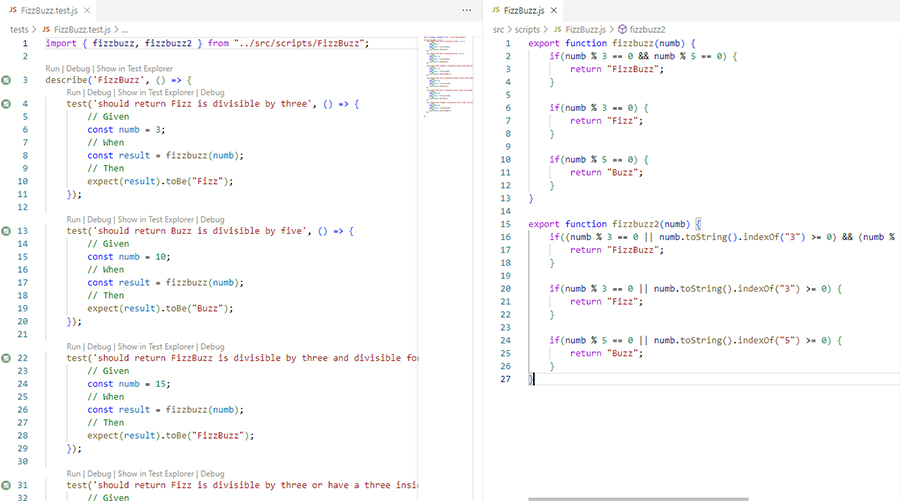 JS FizzBuzz.test.js ×
tests > JS FizzBuzz.test.js > ...
1 import { fizzbuzz, fizzbuzz2 } from "../src/scripts/FizzBuzz";
2
Run | Debug | Show in Test Explorer
3 describe('FizzBuzz', () => {
Run | Debug | Show in Test Explorer | Debug
4 test('should return Fizz is divisible by three', () => {
5 // Given
6 const numb = 3;
7 // When
8 const result = fizzbuzz(numb);
9 // Then
10 expect(result).toBe("Fizz");
11 });
12
Run | Debug | Show in Test Explorer | Debug
13 test('should return Buzz is divisible by five', () => {
14 // Given
15 const numb = 10;
16 // When
17 const result = fizzbuzz(numb);
18 // Then
19 expect(result).toBe("Buzz");
20 });
21
Run | Debug | Show in Test Explorer | Debug
22 test('should return FizzBuzz is divisible by three and divisible fo
23 // Given
24 const numb = 15;
25 // When
26 const result = fizzbuzz(numb);
27 // Then
28 expect(result).toBe("FizzBuzz");
29 });
30
Run | Debug | Show in Test Explorer | Debug
31 test('should return Fizz is divisible by three or have a three insi
32 // Given
JS FizzBuzz.js ×
src > scripts > JS FizzBuzz.js > fizzbuzz2
1 export function fizzbuzz(numb) {
2 if(numb % 3 == 0 && numb % 5 == 0) {
3 return "FizzBuzz";
4 }
5
6 if(numb % 3 == 0) {
7 return "Fizz";
8 }
9
10 if(numb % 5 == 0) {
11 return "Buzz";
12 }
13 }
14
15 export function fizzbuzz2(numb) {
16 if((numb % 3 == 0 || numb.toString().indexOf("3") >= 0) && (numb %
17 return "FizzBuzz";
18 }
19
20 if(numb % 3 == 0 || numb.toString().indexOf("3") >= 0) {
21 return "Fizz";
22 }
23
24 if(numb % 5 == 0 || numb.toString().indexOf("5") >= 0) {
25 return "Buzz";
26 }
27 }